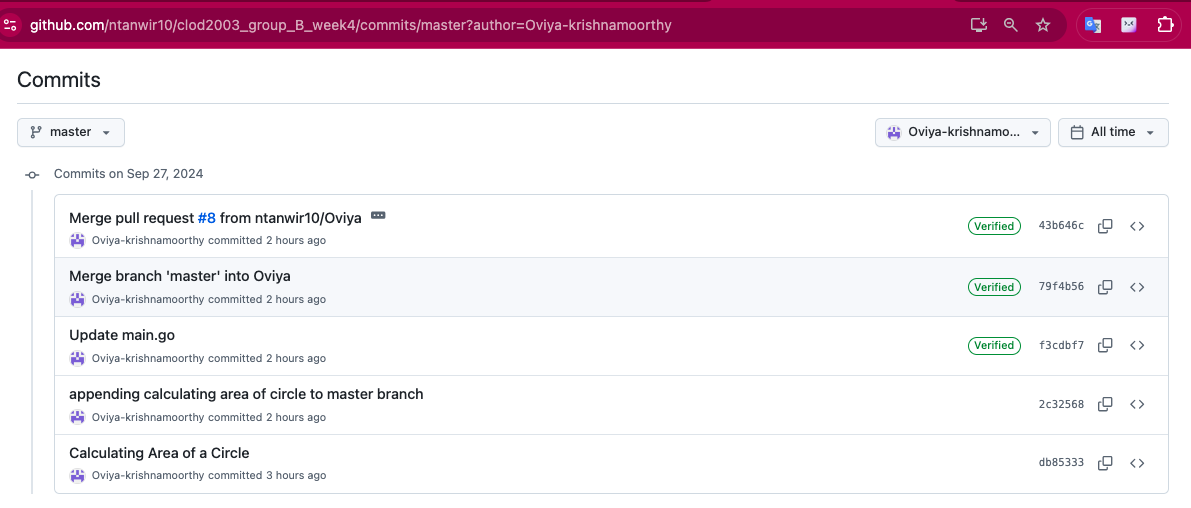 github.com/ntanwir10/clod2003_group_B_week4/commits/master?author=Oviya-krishnamoorthy
Commits
master
Oviya-krishnamo...
All time
Commits on Sep 27, 2024
Merge pull request #8 from ntanwir10/Oviya
Oviya-krishnamoorthy committed 2 hours ago
Verified
43b646c
Merge branch 'master' into Oviya
Oviya-krishnamoorthy committed 2 hours ago
Verified
79f4b56
Update main.go
Oviya-krishnamoorthy committed 2 hours ago
Verified
f3cdbf7
appending calculating area of circle to master branch
Oviya-krishnamoorthy committed 2 hours ago
2c32568
Calculating Area of a Circle
Oviya-krishnamoorthy committed 3 hours ago
db85333